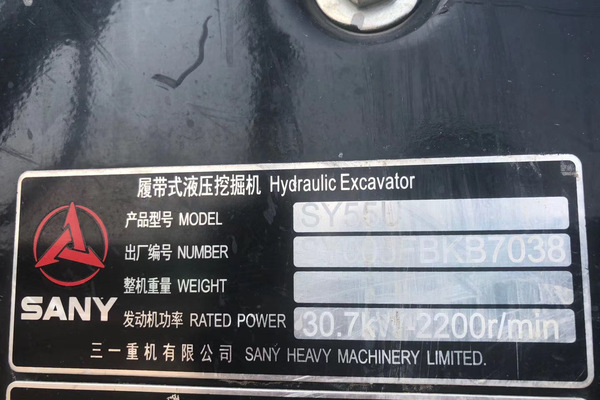 履带式液压挖掘机 Hydraulic Excavator
产品型号 MODEL SY55U
出厂编号 NUMBER FBKB7038
整机重量 WEIGHT
发动机功率 RATED POWER 30.7kW-2200r/min
SANY
三一重机有限公司 SANY HEAVY MACHINERY LIMITED.